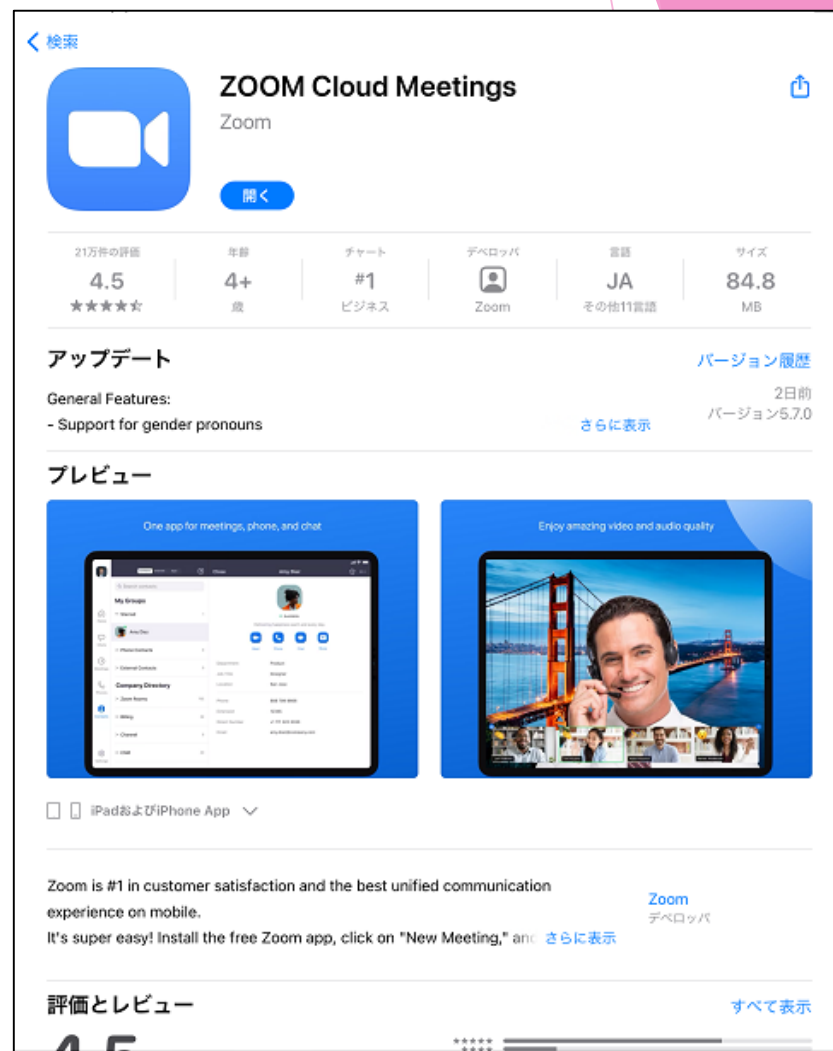 検索
ZOOM Cloud Meetings
Zoom
開く
21万件の評価
4.5
★★★★☆
年齢
4+
歳
チャート
#1
ビジネス
デベロッパ
Zoom
言語
JA
その他11言語
サイズ
84.8
MB
アップデート
バージョン履歴
General Features:
- Support for gender pronouns
さらに表示
2日前
バージョン5.7.0
プレビュー
One app for meetings, phone, and chat
My Groups
Company Directory
Enjoy amazing video and audio quality
iPadおよびiPhone App
Zoom is #1 in customer satisfaction and the best unified communication
experience on mobile.
It's super easy! Install the free Zoom app, click on "New Meeting," and さらに表示
Zoom
デベロッパ
評価とレビュー
すべて表示
4.5